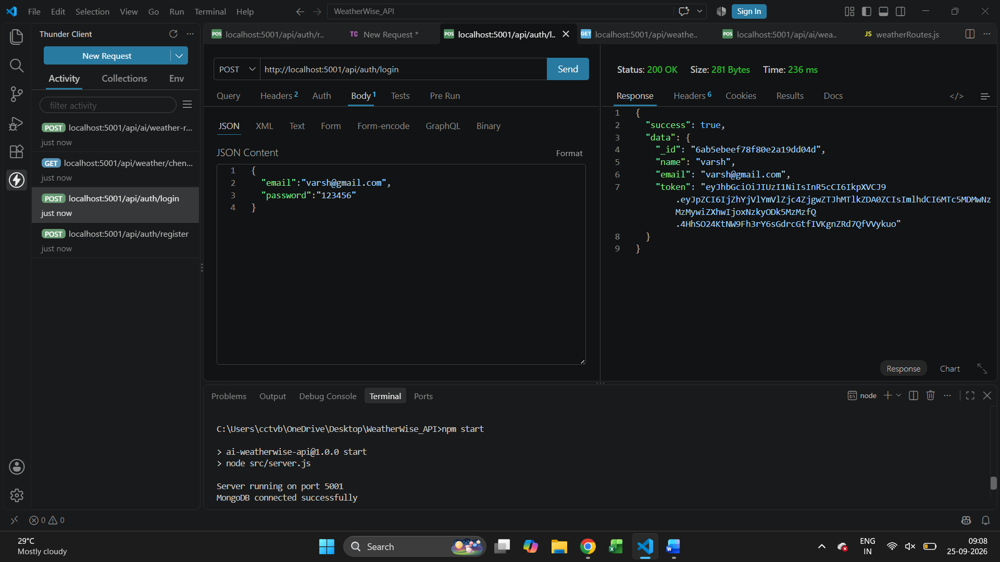 File Edit Selection View Go Run Terminal Help
WeatherWise_API
Sign In
Thunder Client
New Request
Activity Collections Env
filter activity
POST localhost:5001/api/ai/weather-r...
just now
GET localhost:5001/api/weather/chen...
just now
POST localhost:5001/api/auth/login
just now
POST localhost:5001/api/auth/register
just now
POS localhost:5001/api/auth/r..
TC New Request *
POS localhost:5001/api/auth/l..
GET localhost:5001/api/weathe..
POS localhost:5001/api/ai/wea..
JS weatherRoutes.js
POST http://localhost:5001/api/auth/login Send
Query Headers 2 Auth Body 1 Tests Pre Run
JSON XML Text Form Form-encode GraphQL Binary
JSON Content Format
1 {
2 "email":"varsh@gmail.com",
3 "password":"123456"
4 }
Status: 200 OK Size: 281 Bytes Time: 236 ms
Response Headers 6 Cookies Results Docs </>
1 {
2 "success": true,
3 "data": {
4 "_id": "6ab5ebeef78f80e2a19dd04d",
5 "name": "varsh",
6 "email": "varsh@gmail.com",
7 "token": "eyJhbGciOiJIUzI1NiIsInR5cCI6IkpXVCJ9
.eyJpZCI6IjZhYjVlYmVlZjc4ZjgwZTJhMTlkZDA0ZCIsImlhdCI6MTc5MDMwNz
MzMywiZXhwIjoxNzkyODk5MzMzfQ
.4HhSO24KtNW9Fh3rY6sGdrcGtfIVKgnZRd7QfVVykuo"
8 }
9 }
Response Chart
Problems Output Debug Console Terminal Ports
node
C:\Users\cctvb\OneDrive\Desktop\WeatherWise_API>npm start
> ai-weatherwise-api@1.0.0 start
> node src/server.js
Server running on port 5001
MongoDB connected successfully
0 0
29°C
Mostly cloudy
Search
ENG
IN
09:08
25-09-2026